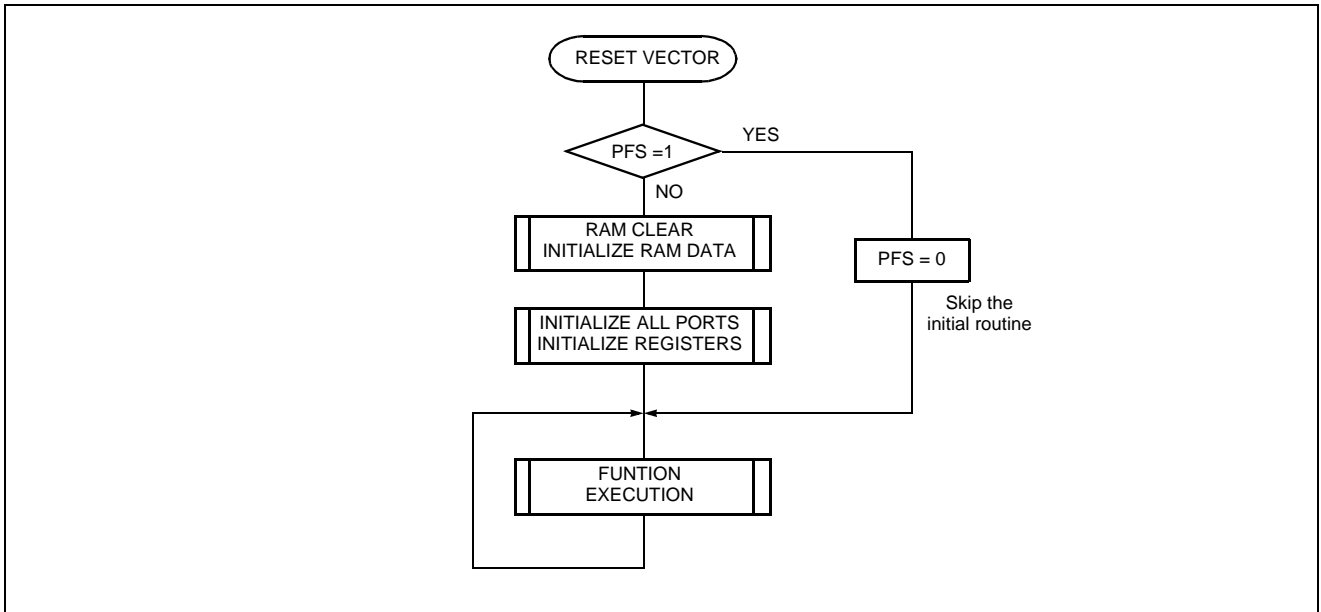 RESET VECTOR
PFS =1
YES
NO
RAM CLEAR
INITIALIZE RAM DATA
PFS = 0
Skip the
initial routine
INITIALIZE ALL PORTS
INITIALIZE REGISTERS
FUNTION
EXECUTION